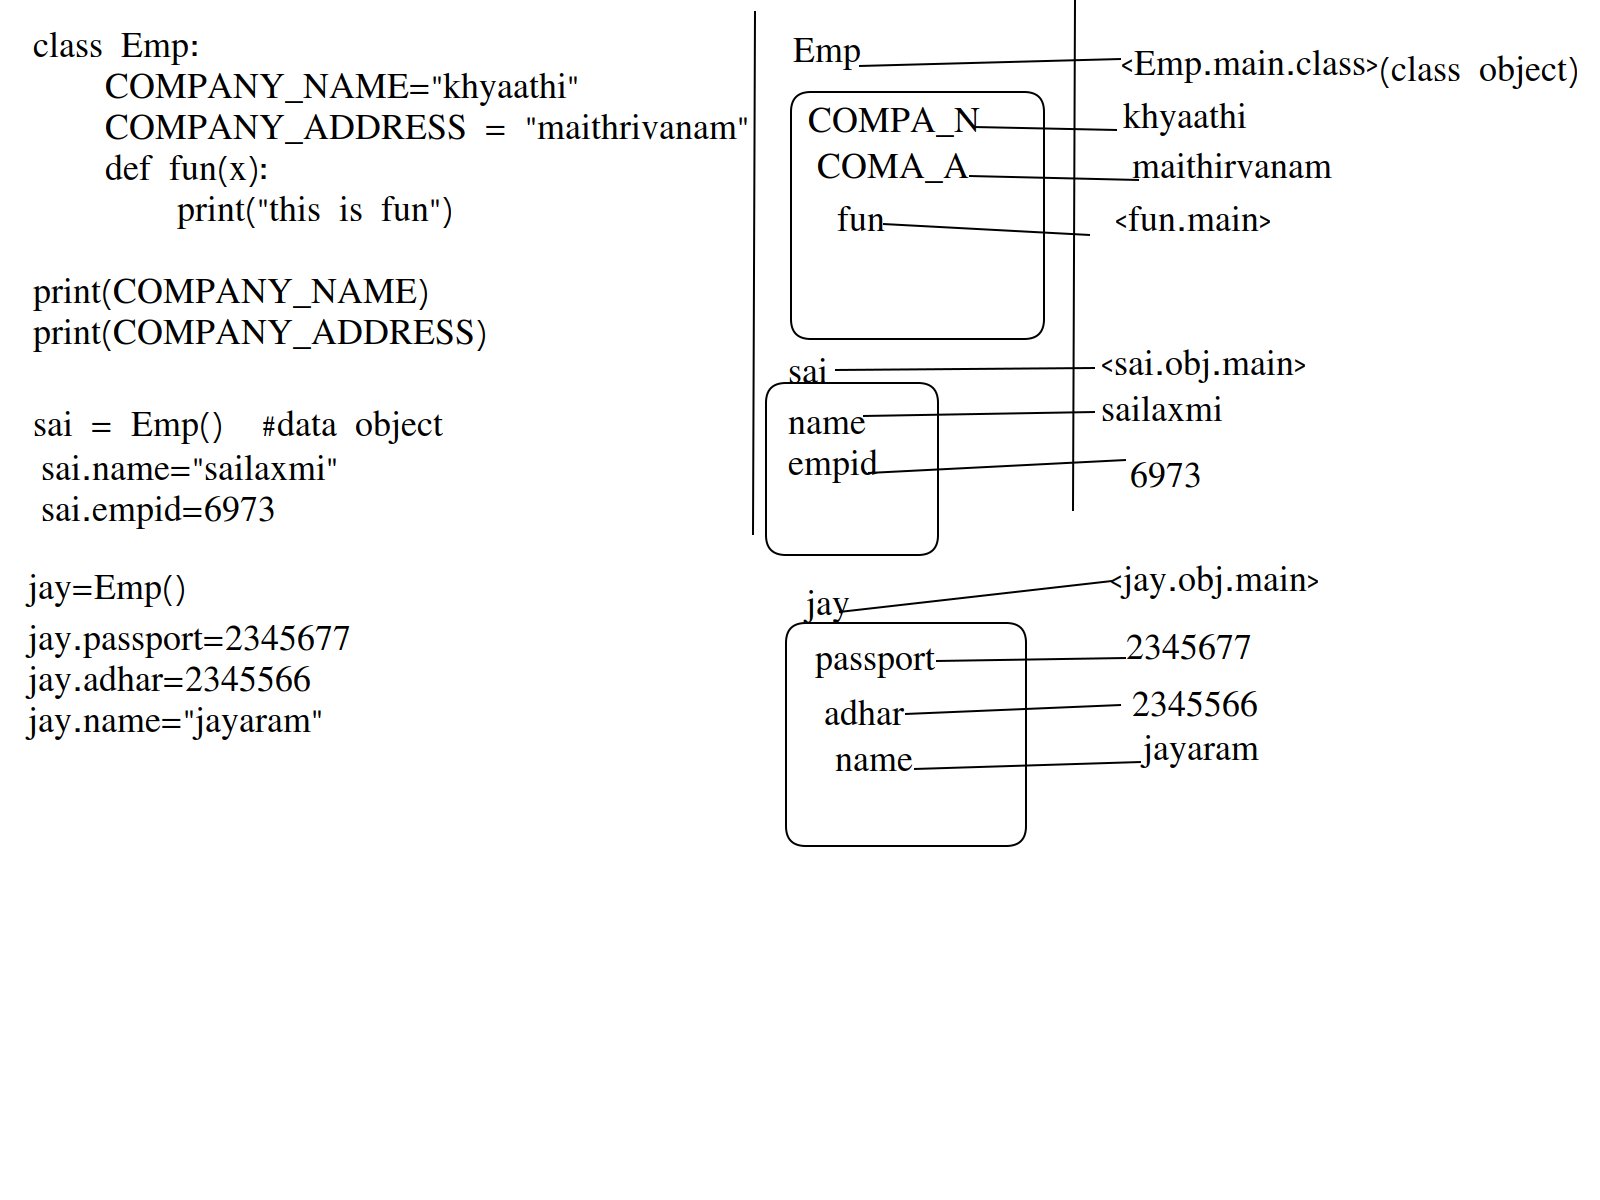 class Emp:
COMPANY_NAME="khyaathi"
COMPANY_ADDRESS = "maithrivanam"
def fun(x):
print("this is fun")
print(COMPANY_NAME)
print(COMPANY_ADDRESS)
sai = Emp() #data object
sai.name="sailaxmi"
sai.empid=6973
jay=Emp()
jay.passport=2345677
jay.adhar=2345566
jay.name="jayaram"
Emp <Emp.main.class>(class object)
COMPA_N khyaathi
COMA_A maithirvanam
fun <fun.main>
sai <sai.obj.main>
name sailaxmi
empid 6973
jay <jay.obj.main>
passport 2345677
adhar 2345566
name jayaram